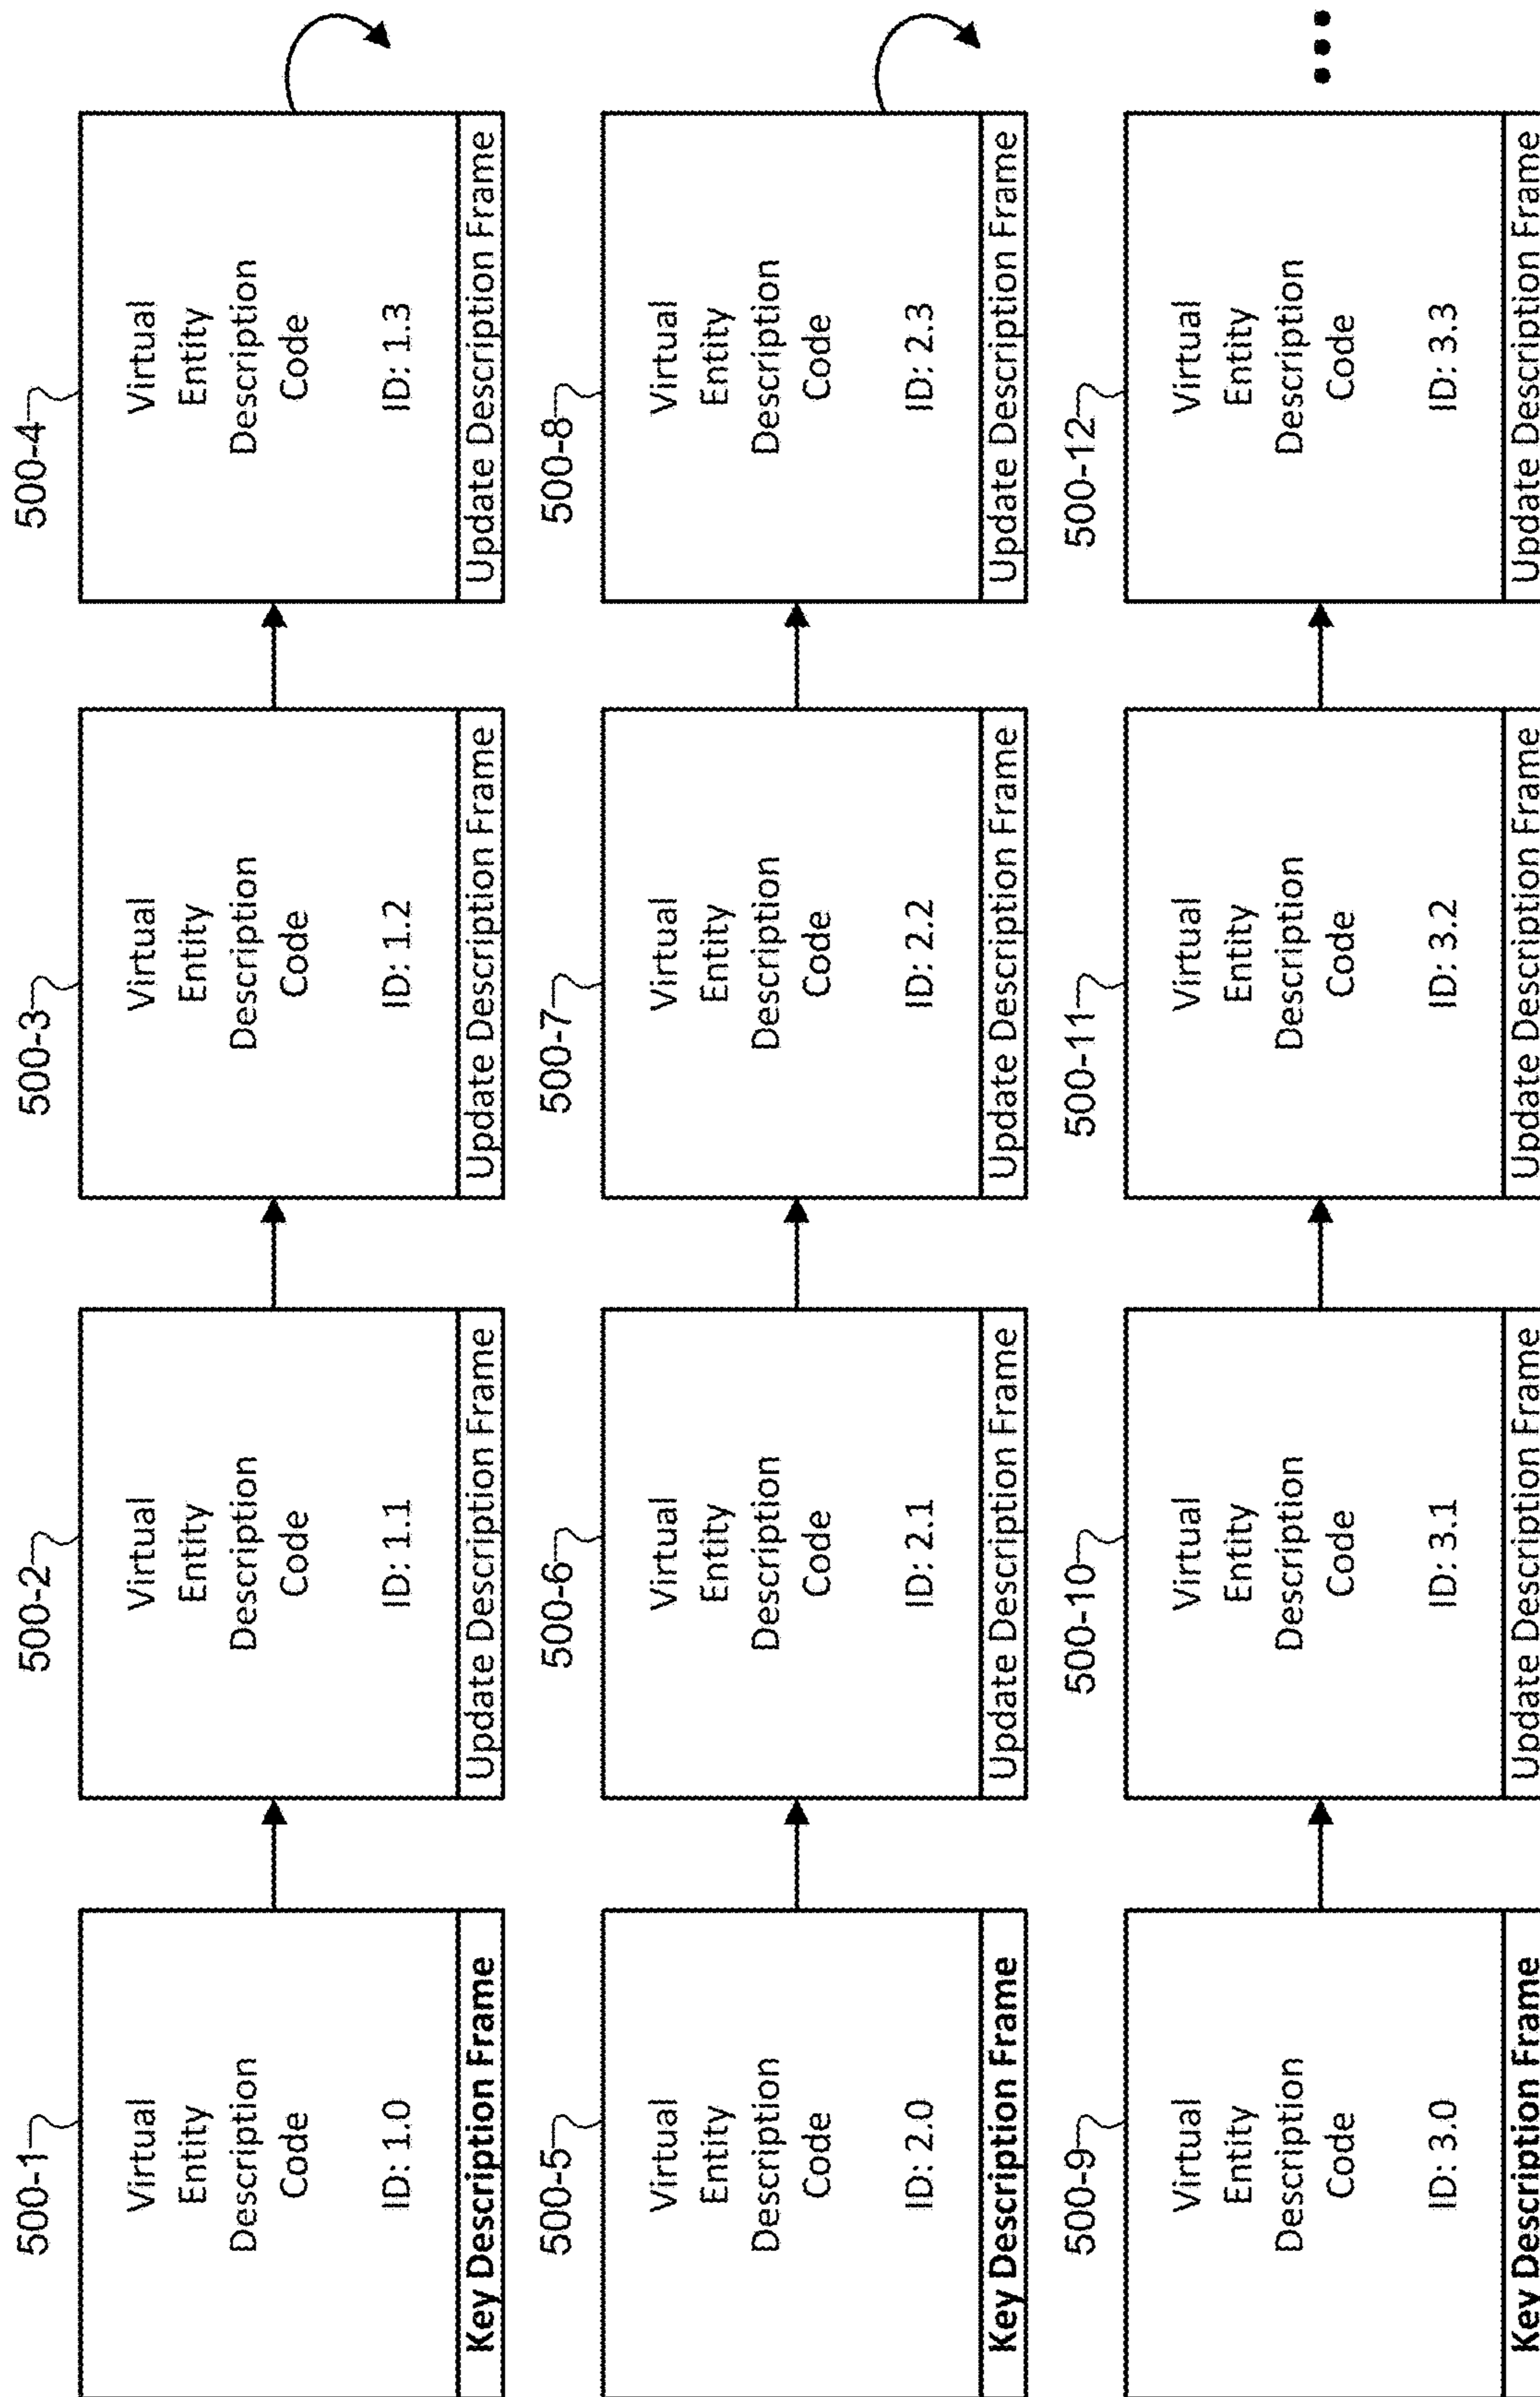 500-1
Virtual
Entity
Description
Code
ID: 1.0
Key Description Frame
500-2
Virtual
Entity
Description
Code
ID: 1.1
Update Description Frame
500-3
Virtual
Entity
Description
Code
ID: 1.2
Update Description Frame
500-4
Virtual
Entity
Description
Code
ID: 1.3
Update Description Frame
500-5
Virtual
Entity
Description
Code
ID: 2.0
Key Description Frame
500-6
Virtual
Entity
Description
Code
ID: 2.1
Update Description Frame
500-7
Virtual
Entity
Description
Code
ID: 2.2
Update Description Frame
500-8
Virtual
Entity
Description
Code
ID: 2.3
Update Description Frame
500-9
Virtual
Entity
Description
Code
ID: 3.0
Key Description Frame
500-10
Virtual
Entity
Description
Code
ID: 3.1
Update Description Frame
500-11
Virtual
Entity
Description
Code
ID: 3.2
Update Description Frame
500-12
Virtual
Entity
Description
Code
ID: 3.3
Update Description Frame